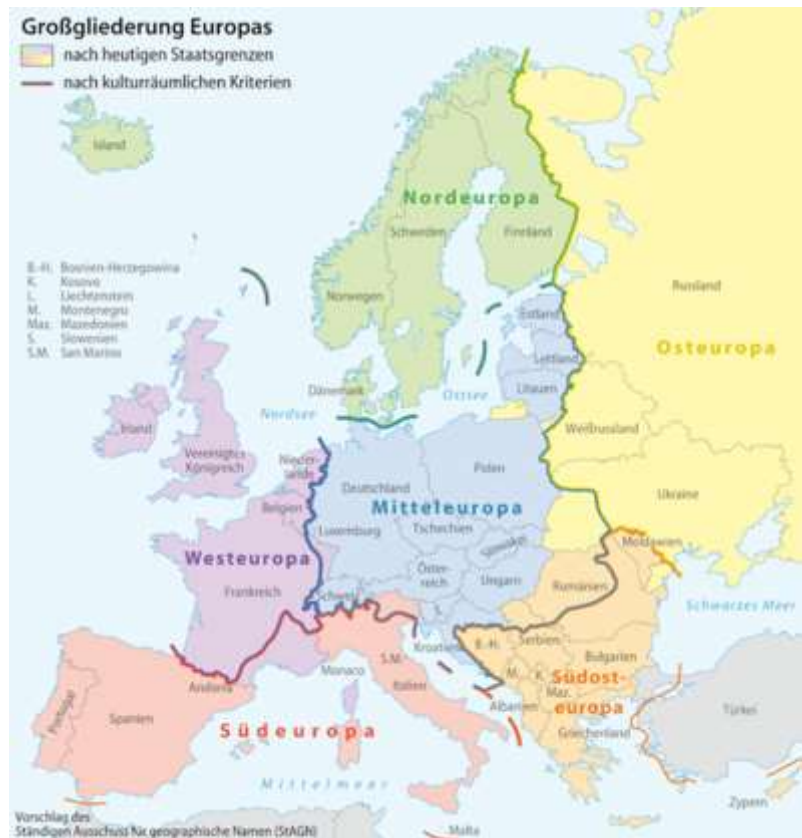 Großgliederung Europas
nach heutigen Staatsgrenzen
nach kulturräumlichen Kriterien
Island
Nordeuropa
Schweden
Finnland
Norwegen
B.-H. Bosnien-Herzegowina
K. Kosovo
L. Liechtenstein
M. Montenegro
Maz. Mazedonien
S. Slowenien
S.M. San Marino
Russland
Osteuropa
Estland
Lettland
Litauen
Dänemark
Ostsee
Nordsee
Irland
Vereinigtes
Königreich
Weißrussland
Nieder-
lande
Polen
Deutschland
Belgien
Mitteleuropa
Ukraine
Luxemburg
Tschechien
Slowakei
Moldawien
Westeuropa
Öster-
reich
Ungarn
Frankreich
Schweiz
Rumänien
S.
Schwarzes Meer
Kroatien
B.-H.
Serbien
S.M.
Bulgarien
Monaco
Italien
M.
K.
Andorra
Maz.
Südost-
europa
Albanien
Portugal
Spanien
Südeuropa
Griechenland
Türkei
Mittelmeer
Zypern
Malta
Vorschlag des
Ständigen Ausschuss für geographische Namen (StAGN)